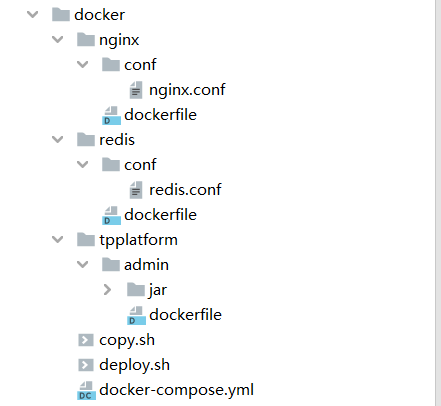 docker
nginx
conf
nginx.conf
dockerfile
redis
conf
redis.conf
dockerfile
tpplatform
admin
jar
dockerfile
copy.sh
deploy.sh
docker-compose.yml